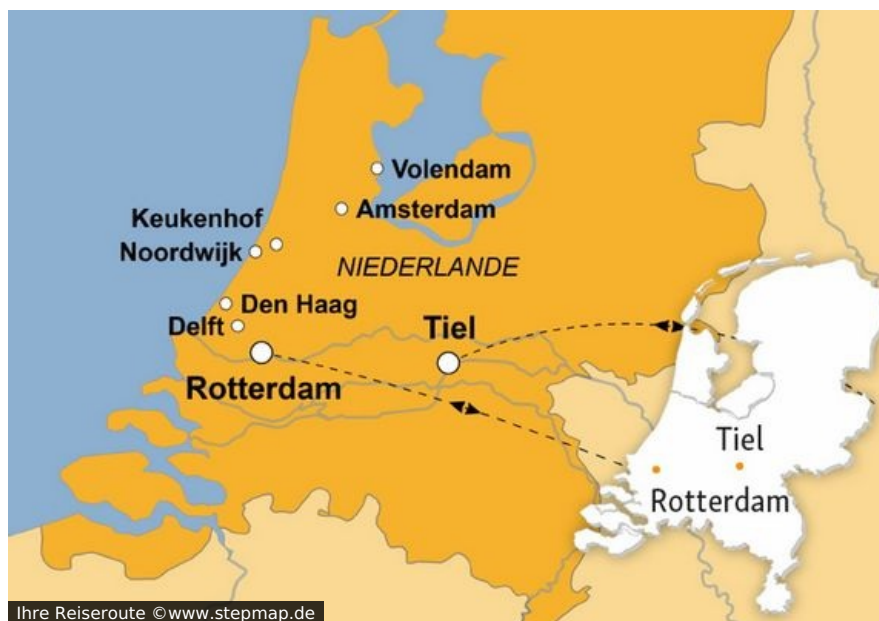 Volendam
Amsterdam
Keukenhof
Noordwijk
NIEDERLANDE
Den Haag
Delft
Tiel
Rotterdam
Tiel
Rotterdam
Ihre Reiseroute ©www.stepmap.de